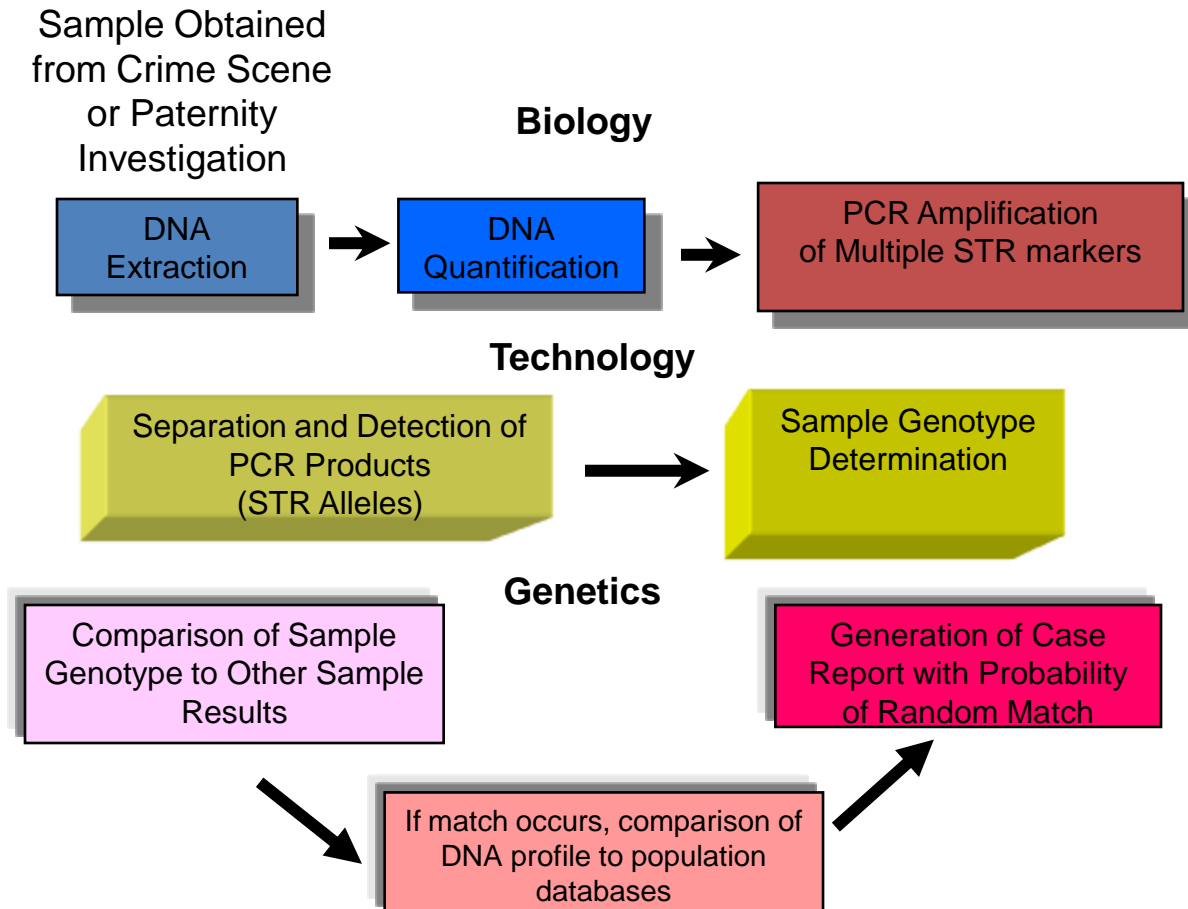 Sample Obtained
from Crime Scene
or Paternity
Investigation
Biology
DNA
Extraction
DNA
Quantification
PCR Amplification
of Multiple STR markers
Technology
Separation and Detection of
PCR Products
(STR Alleles)
Sample Genotype
Determination
Genetics
Comparison of Sample
Genotype to Other Sample
Results
Generation of Case
Report with Probability
of Random Match
If match occurs, comparison of
DNA profile to population
databases